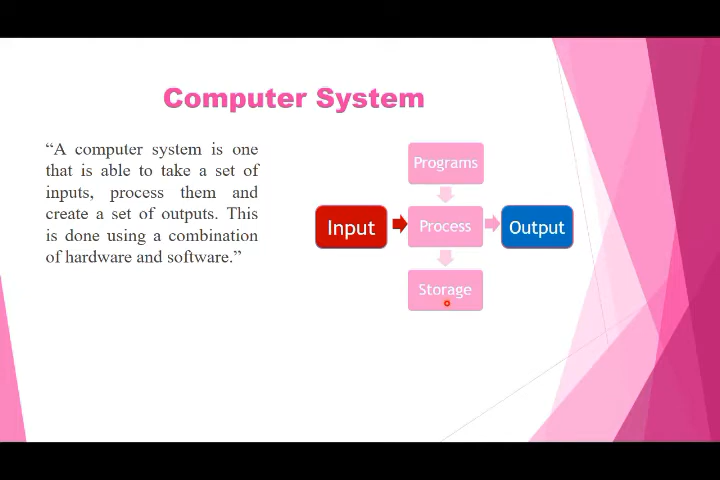 Computer System
“A computer system is one
that is able to take a set of
inputs, process them and
create a set of outputs. This
is done using a combination
of hardware and software.”
Programs
Input
Process
Output
Storage